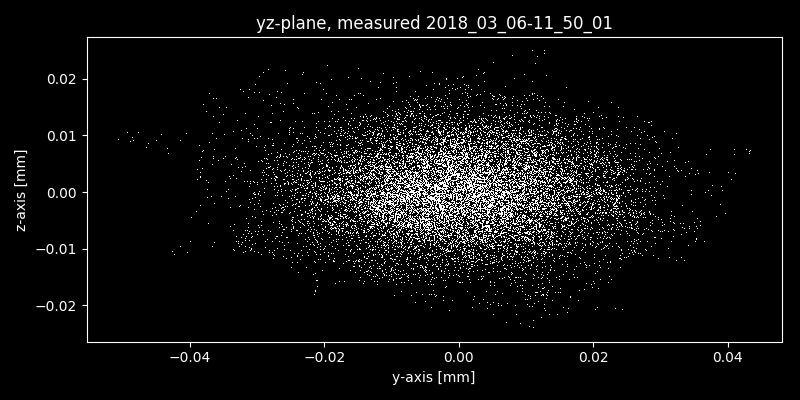 yz-plane, measured 2018_03_06-11_50_01
0.02
0.01
0.00
−0.01
−0.02
z-axis [mm]
−0.04 −0.02 0.00 0.02 0.04
y-axis [mm]